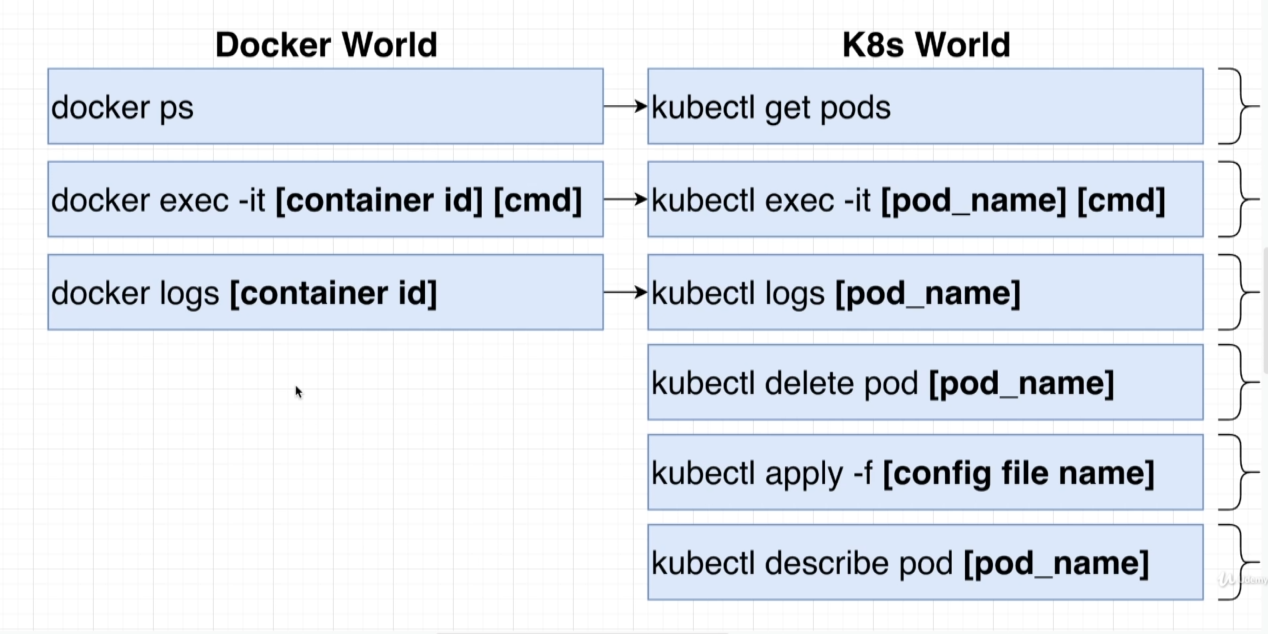 Docker World
K8s World
docker ps
kubectl get pods
docker exec -it [container id] [cmd]
kubectl exec -it [pod_name] [cmd]
docker logs [container id]
kubectl logs [pod_name]
kubectl delete pod [pod_name]
kubectl apply -f [config file name]
kubectl describe pod [pod_name]
Udemy